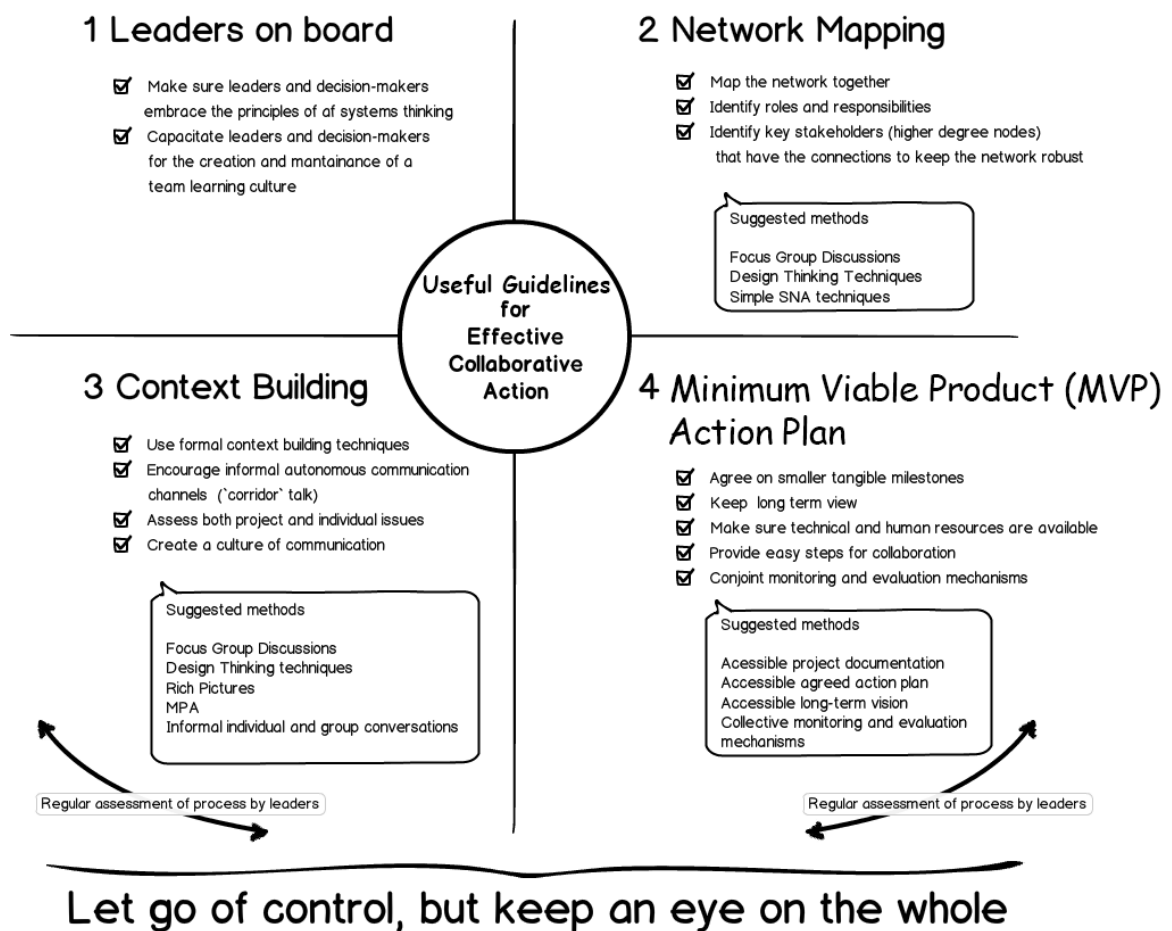 1 Leaders on board
Make sure leaders and decision-makers
embrace the principles of af systems thinking
Capacitate leaders and decision-makers
for the creation and mantainance of a
team learning culture
2 Network Mapping
Map the network together
Identify roles and responsibilities
Identify key stakeholders (higher degree nodes)
that have the connections to keep the network robust
Suggested methods
Focus Group Discussions
Design Thinking Techniques
Simple SNA techniques
Useful Guidelines
for
Effective
Collaborative
Action
3 Context Building
Use formal context building techniques
Encourage informal autonomous communication
channels (`corridor` talk)
Assess both project and individual issues
Create a culture of communication
Suggested methods
Focus Group Discussions
Design Thinking techniques
Rich Pictures
MPA
Informal individual and group conversations
Regular assessment of process by leaders
4 Minimum Viable Product (MVP)
Action Plan
Agree on smaller tangible milestones
Keep long term view
Make sure technical and human resources are available
Provide easy steps for collaboration
Conjoint monitoring and evaluation mechanisms
Suggested methods
Acessible project documentation
Accessible agreed action plan
Accessible long-term vision
Collective monitoring and evaluation
mechanisms
Regular assessment of process by leaders
Let go of control, but keep an eye on the whole